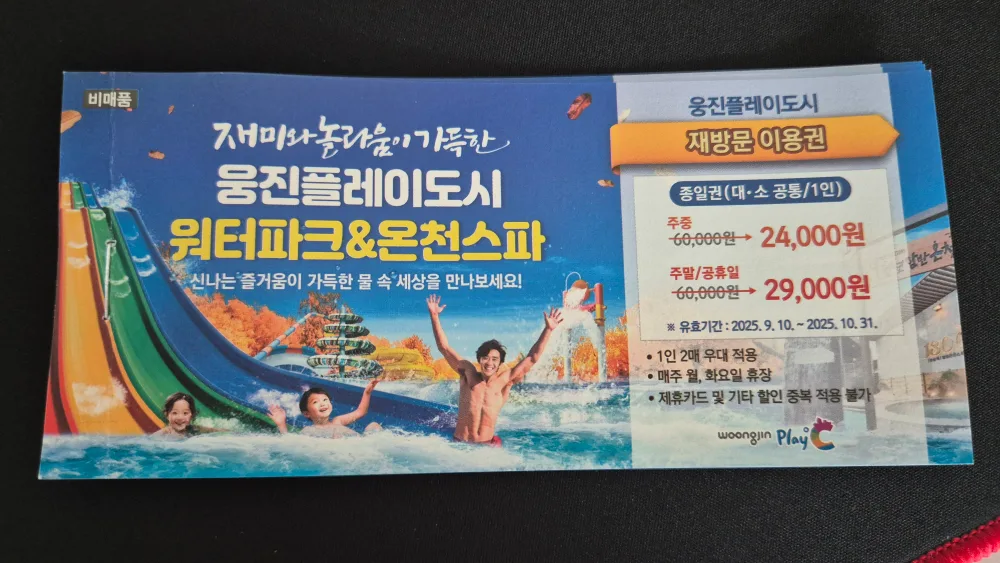 비매품
재미와 놀라움이 가득한
웅진플레이도시
워터파크&온천스파
신나는 즐거움이 가득한 물 속 세상을 만나보세요!
웅진플레이도시
재방문 이용권
종일권(대·소 공통/1인)
주중
60,000원 → 24,000원
주말/공휴일
60,000원 → 29,000원
※ 유효기간 : 2025. 9. 10. ~ 2025. 10. 31.
• 1인 2매 우대 적용
• 매주 월, 화요일 휴장
• 제휴카드 및 기타 할인 중복 적용 불가
woongjin Play